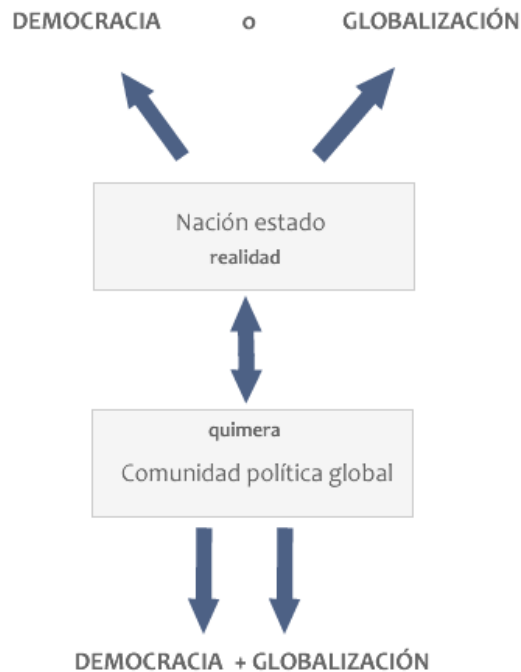 DEMOCRACIA o GLOBALIZACIÓN
Nación estado
realidad
quimera
Comunidad política global
DEMOCRACIA + GLOBALIZACIÓN